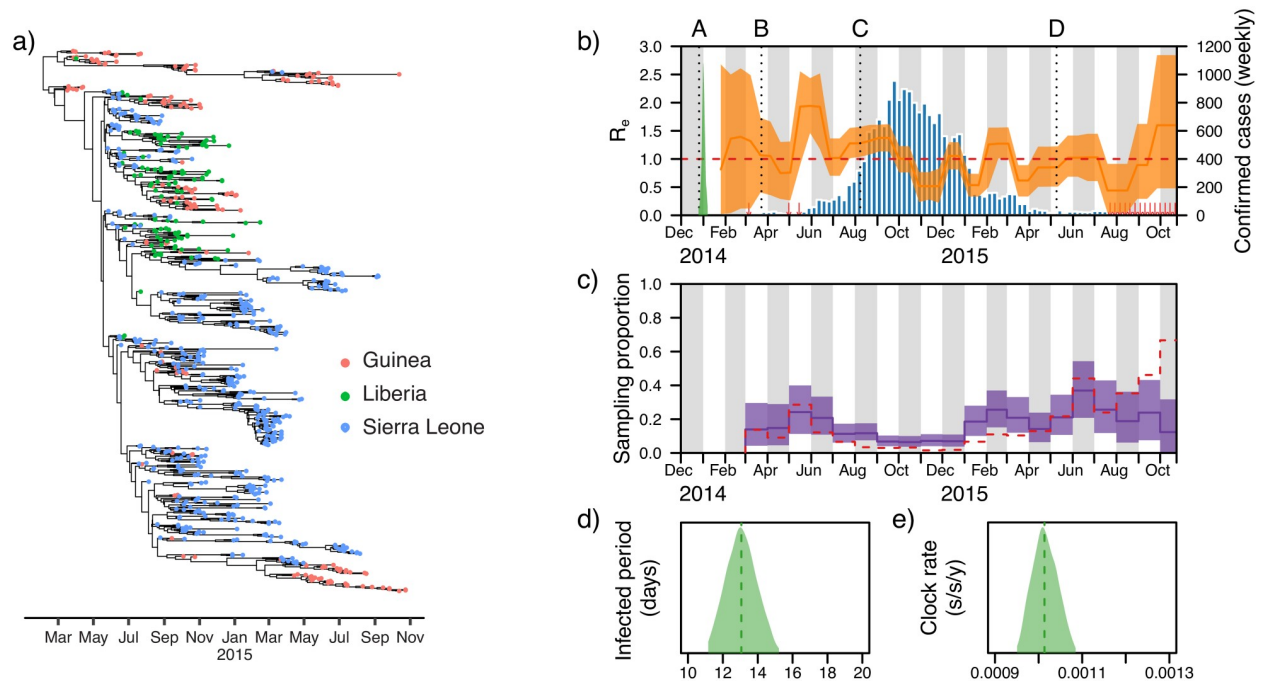 a)
Guinea
Liberia
Sierra Leone
Mar May Jul Sep Nov Jan Mar May Jul Sep Nov
2015
b)
A B C D
3.0 1200
2.5 1000
2.0 800
1.5 600
1.0 400
0.5 200
0.0 0
Re
Confirmed cases (weekly)
Dec Feb Apr Jun Aug Oct Dec Feb Apr Jun Aug Oct
2014 2015
c)
1.0
0.8
0.6
0.4
0.2
0.0
Sampling proportion
Dec Feb Apr Jun Aug Oct Dec Feb Apr Jun Aug Oct
2014 2015
d)
Infected period
(days)
10 12 14 16 18 20
e)
Clock rate
(s/s/y)
0.0009 0.0011 0.0013